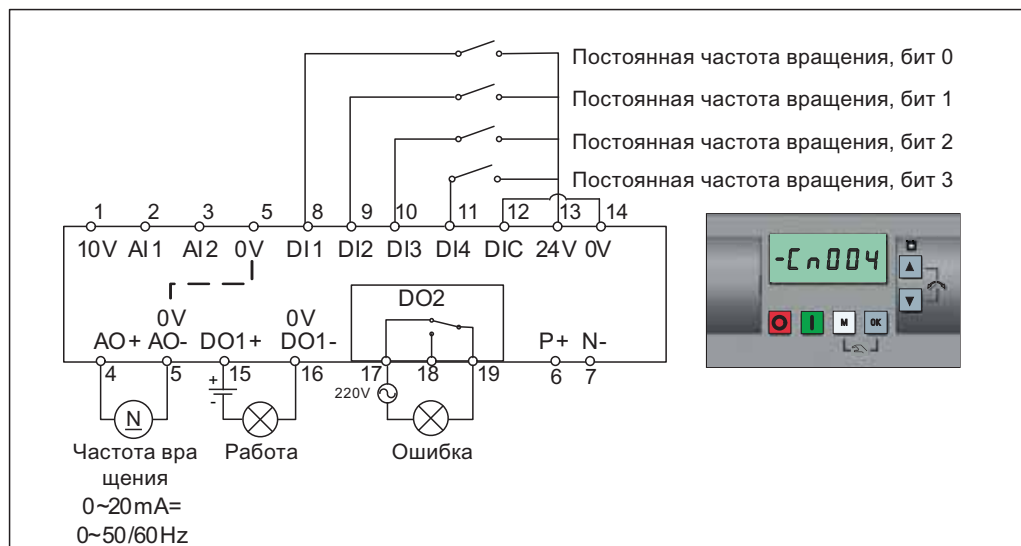 Постоянная частота вращения, бит 0
Постоянная частота вращения, бит 1
Постоянная частота вращения, бит 2
Постоянная частота вращения, бит 3
1 2 3 5 8 9 10 11 12 13 14
10V AI1 AI2 0V DI1 DI2 DI3 DI4 DIC 24V 0V
-Cn004
M OK
DO2
0V 0V
AO+ AO- DO1+ DO1- P+ N-
4 5 15 16 17 18 19 6 7
+
-
220V
N
Частота вра
щения
0~20mA=
0~50/60Hz
Работа
Ошибка